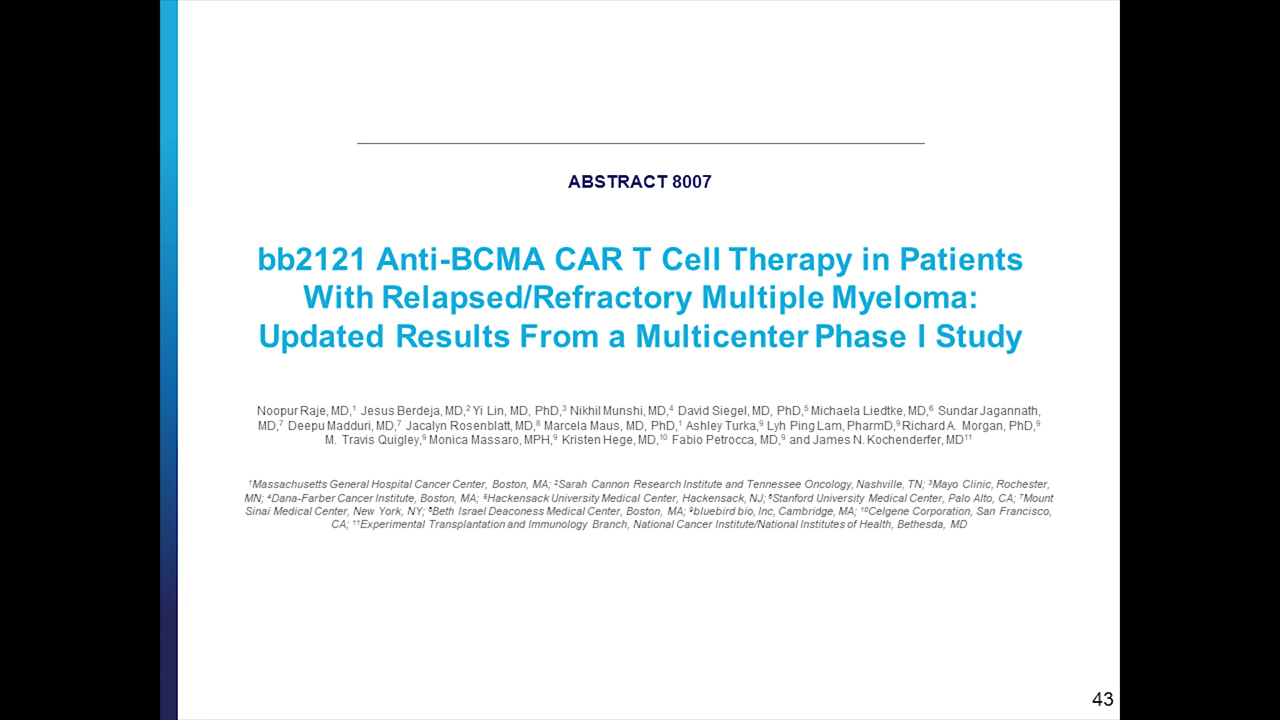 ABSTRACT 8007
bb2121 Anti-BCMA CAR T Cell Therapy in Patients
With Relapsed/Refractory Multiple Myeloma:
Updated Results From a Multicenter Phase I Study
Noopur Raje, MD,¹ Jesus Berdeja, MD,² Yi Lin, MD, PhD,³ Nikhil Munshi, MD,⁴ David Siegel, MD, PhD,⁵ Michaela Liedtke, MD,⁶ Sundar Jagannath,
MD,⁷ Deepu Madduri, MD,⁷ Jacalyn Rosenblatt, MD,⁸ Marcela Maus, MD, PhD,¹ Ashley Turka,⁹ Lyh Ping Lam, PharmD,⁹ Richard A. Morgan, PhD,⁹
M. Travis Quigley,⁹ Monica Massaro, MPH,⁹ Kristen Hege, MD,¹⁰ Fabio Petrocca, MD,⁹ and James N. Kochenderfer, MD¹¹
¹Massachusetts General Hospital Cancer Center, Boston, MA; ²Sarah Cannon Research Institute and Tennessee Oncology, Nashville, TN; ³Mayo Clinic, Rochester,
MN; ⁴Dana-Farber Cancer Institute, Boston, MA; ⁶Hackensack University Medical Center, Hackensack, NJ; ⁶Stanford University Medical Center, Palo Alto, CA; ⁷Mount
Sinai Medical Center, New York, NY; ⁸Beth Israel Deaconess Medical Center, Boston, MA; ⁹bluebird bio, Inc, Cambridge, MA; ¹⁰Celgene Corporation, San Francisco,
CA; ¹¹Experimental Transplantation and Immunology Branch, National Cancer Institute/National Institutes of Health, Bethesda, MD
43